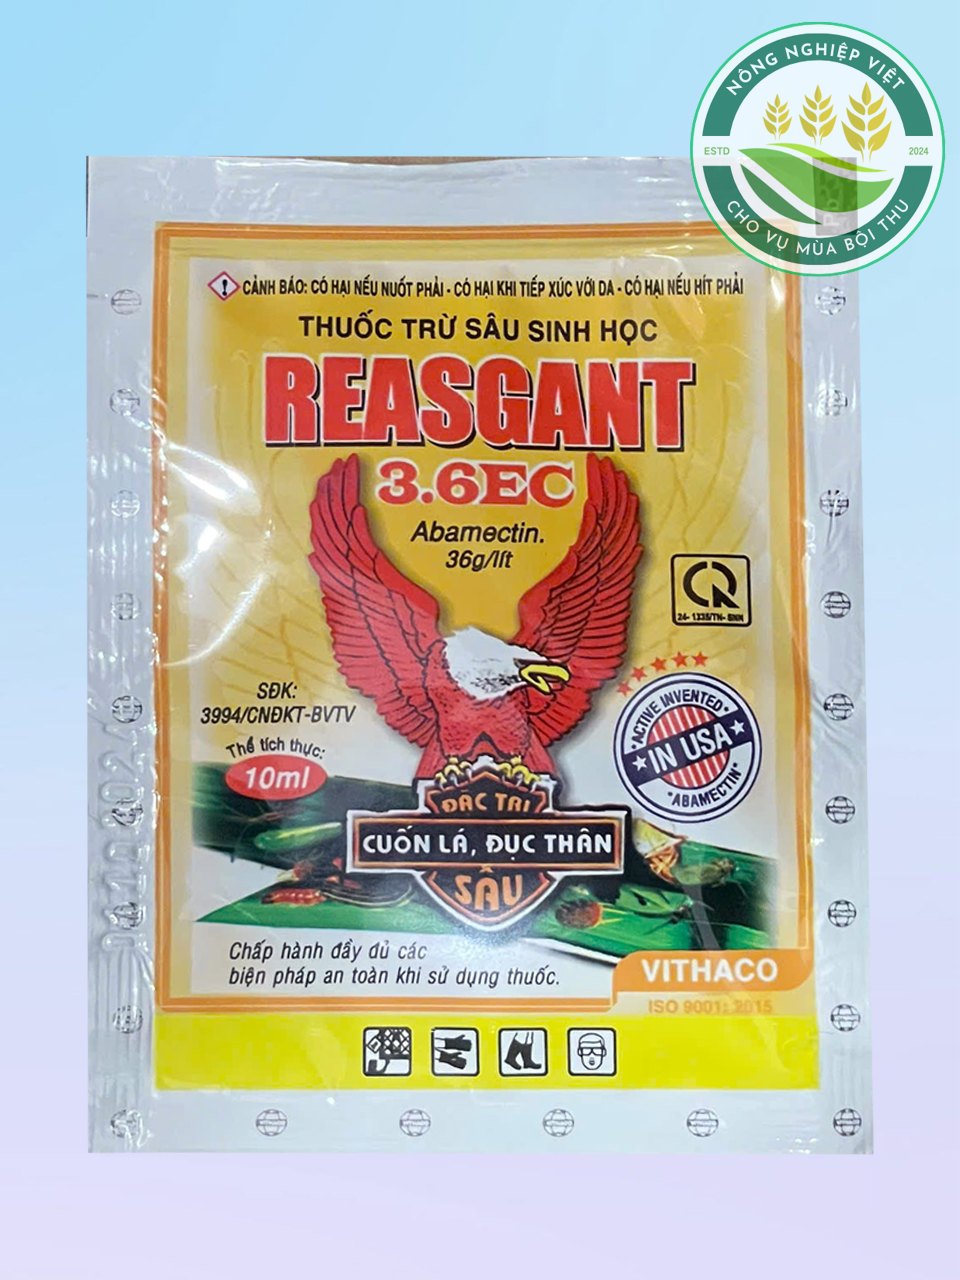 NÔNG NGHIỆP VIỆT
ESTD
2024
CHO VỤ MÙA BỘI THU
CẢNH BÁO: CÓ HẠI NẾU NUỐT PHẢI - CÓ HẠI KHI TIẾP XÚC VỚI DA - CÓ HẠI NẾU HÍT PHẢI
THUỐC TRỪ SÂU SINH HỌC
REASGANT
3.6EC
Abamectin.
36g/lít
24- 1335/TN- BNN
SĐK:
3994/CNĐKT-BVTV
Thể tích thực:
10ml
ACTIVE INVENTED
IN USA
ABAMECTIN
ĐẶC TRỊ
CUỐN LÁ, ĐỤC THÂN
SÂU
Chấp hành đầy đủ các
biện pháp an toàn khi sử dụng thuốc.
VITHACO
ISO 9001: 2015